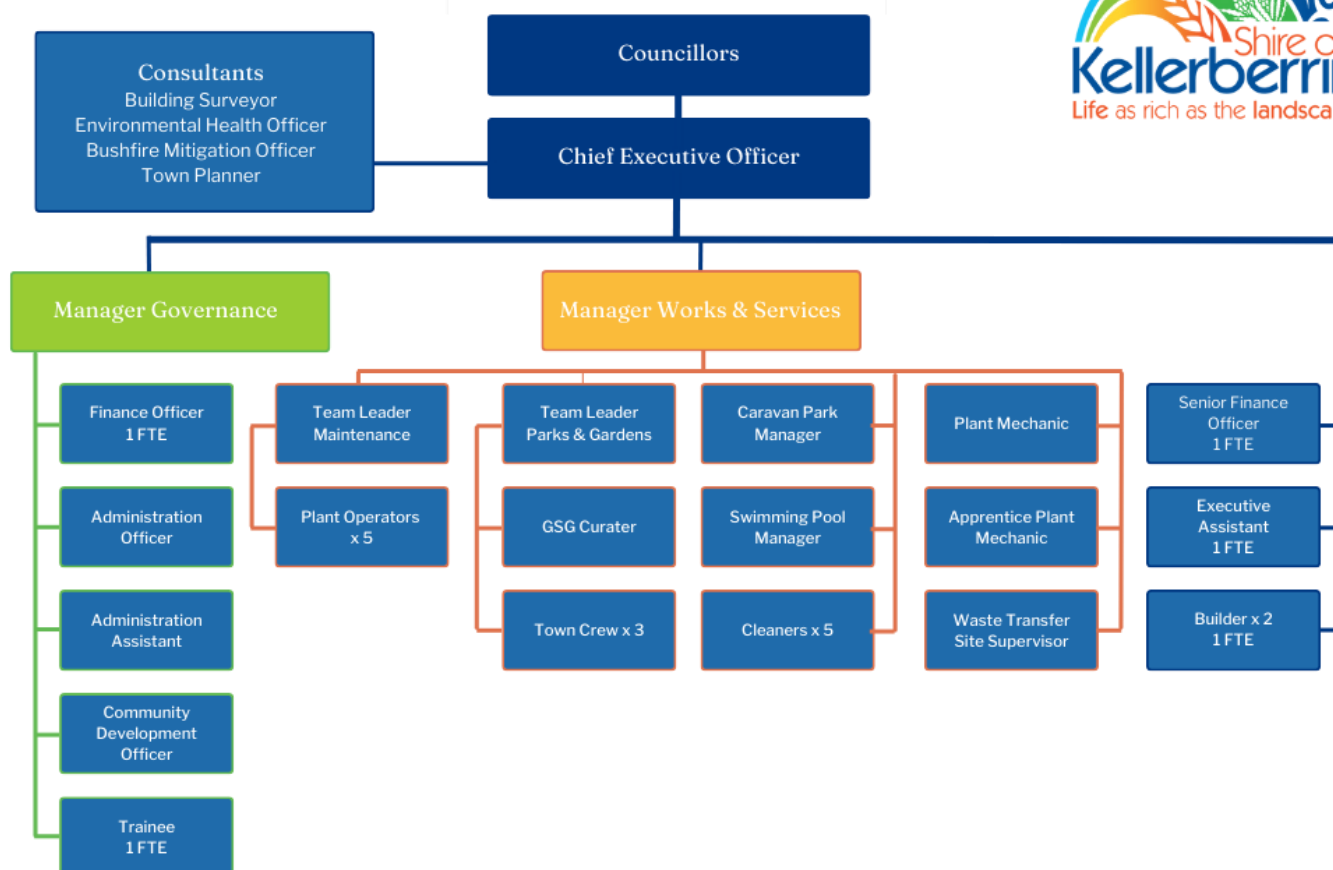 Consultants
Building Surveyor
Environmental Health Officer
Bushfire Mitigation Officer
Town Planner
Councillors
Chief Executive Officer
Shire
Life as rich as the
Manager Governance
Manager Works & Services
Finance Officer
1 FTE
Administration
Officer
Administration
Assistant
Community
Development
Officer
Trainee
1 FTE
Team Leader
Maintenance
Plant Operators
x 5
Team Leader
Parks & Gardens
GSG Curater
Town Crew x 3
Caravan Park
Manager
Swimming Pool
Manager
Cleaners x 5
Plant Mechanic
Apprentice Plant
Mechanic
Waste Transfer
Site Supervisor
Senior Finance
Officer
1 FTE
Executive
Assistant
1 FTE
Builder x 2
1 FTE